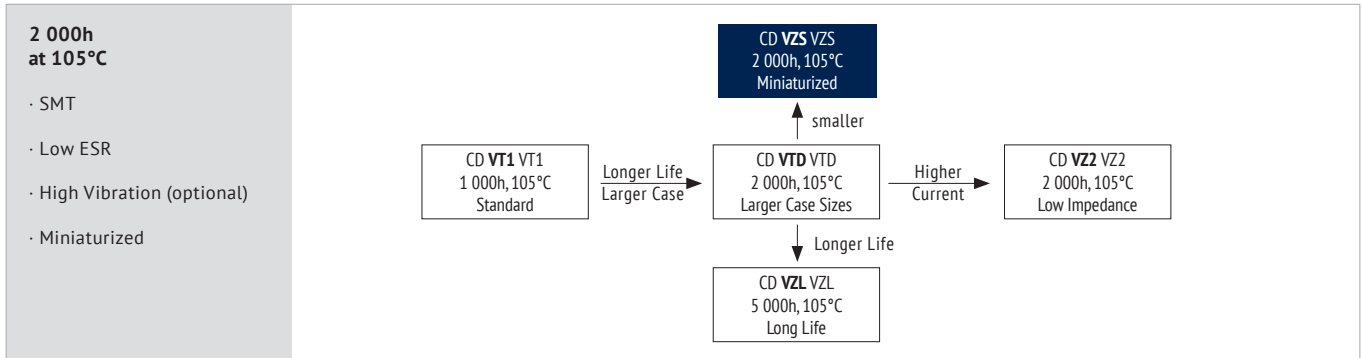 2 000h
at 105°C
· SMT
· Low ESR
· High Vibration (optional)
· Miniaturized
CD VZS VZS
2 000h, 105°C
Miniaturized
smaller
CD VT1 VT1
1 000h, 105°C
Standard
Longer Life
Larger Case
CD VTD VTD
2 000h, 105°C
Larger Case Sizes
Higher
Current
CD VZ2 VZ2
2 000h, 105°C
Low Impedance
Longer Life
CD VZL VZL
5 000h, 105°C
Long Life